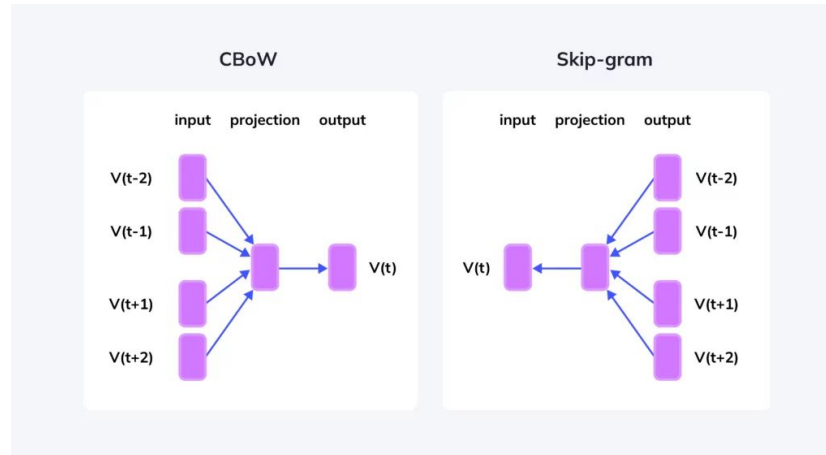 CBoW
input projection output
V(t-2)
V(t-1)
V(t)
V(t+1)
V(t+2)
Skip-gram
input projection output
V(t-2)
V(t-1)
V(t)
V(t+1)
V(t+2)